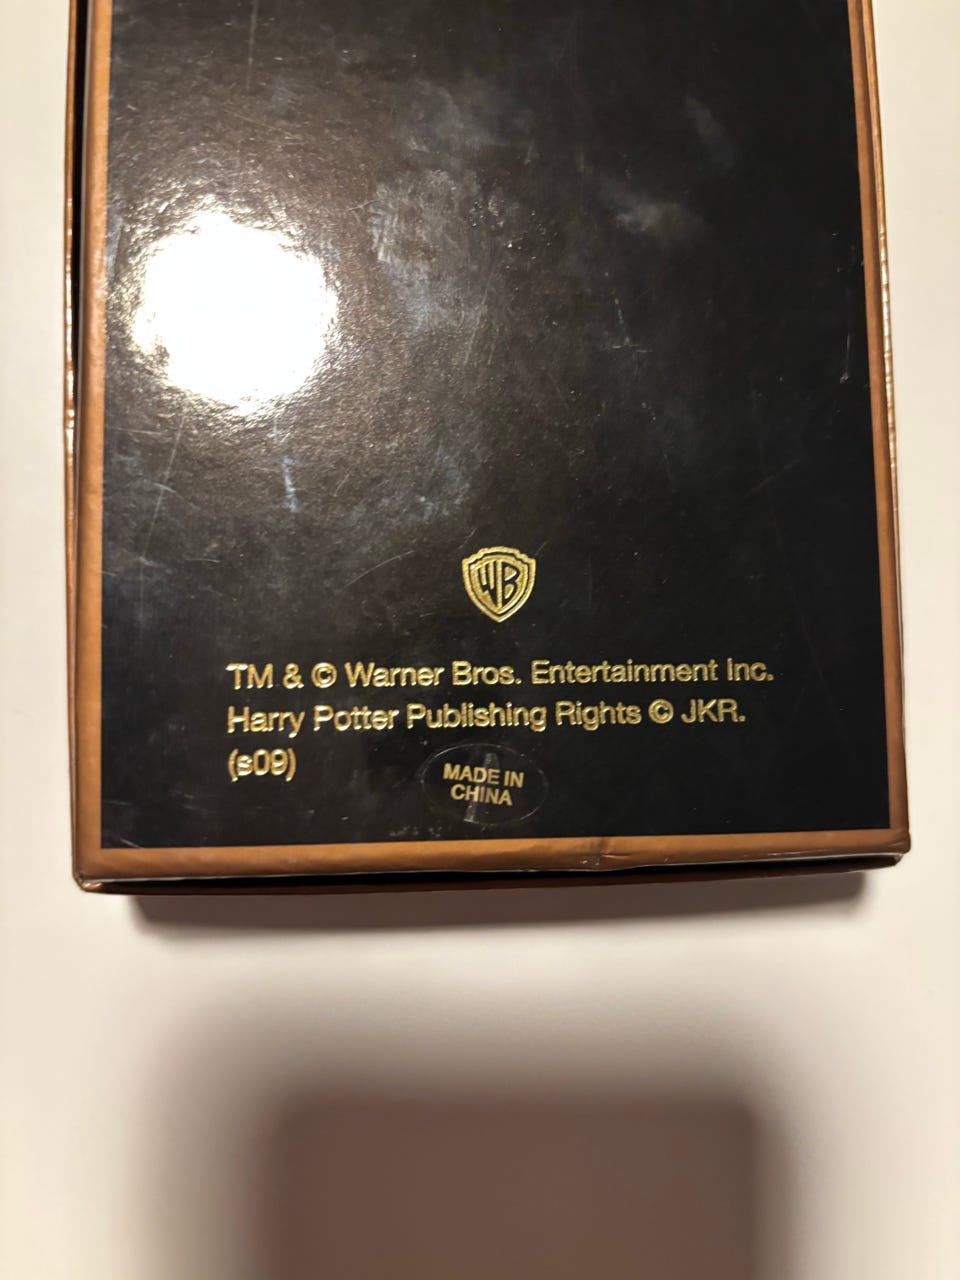 WB
TM & © Warner Bros. Entertainment Inc.
Harry Potter Publishing Rights © JKR.
(s09)
MADE IN
CHINA